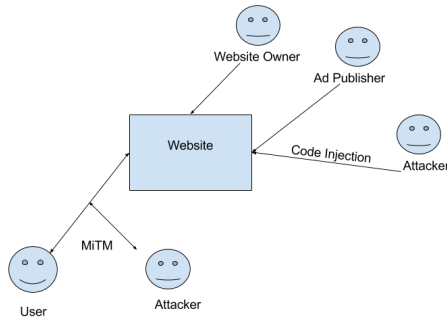 Website Owner
Ad Publisher
Website
Code Injection
Attacker
MiTM
User
Attacker